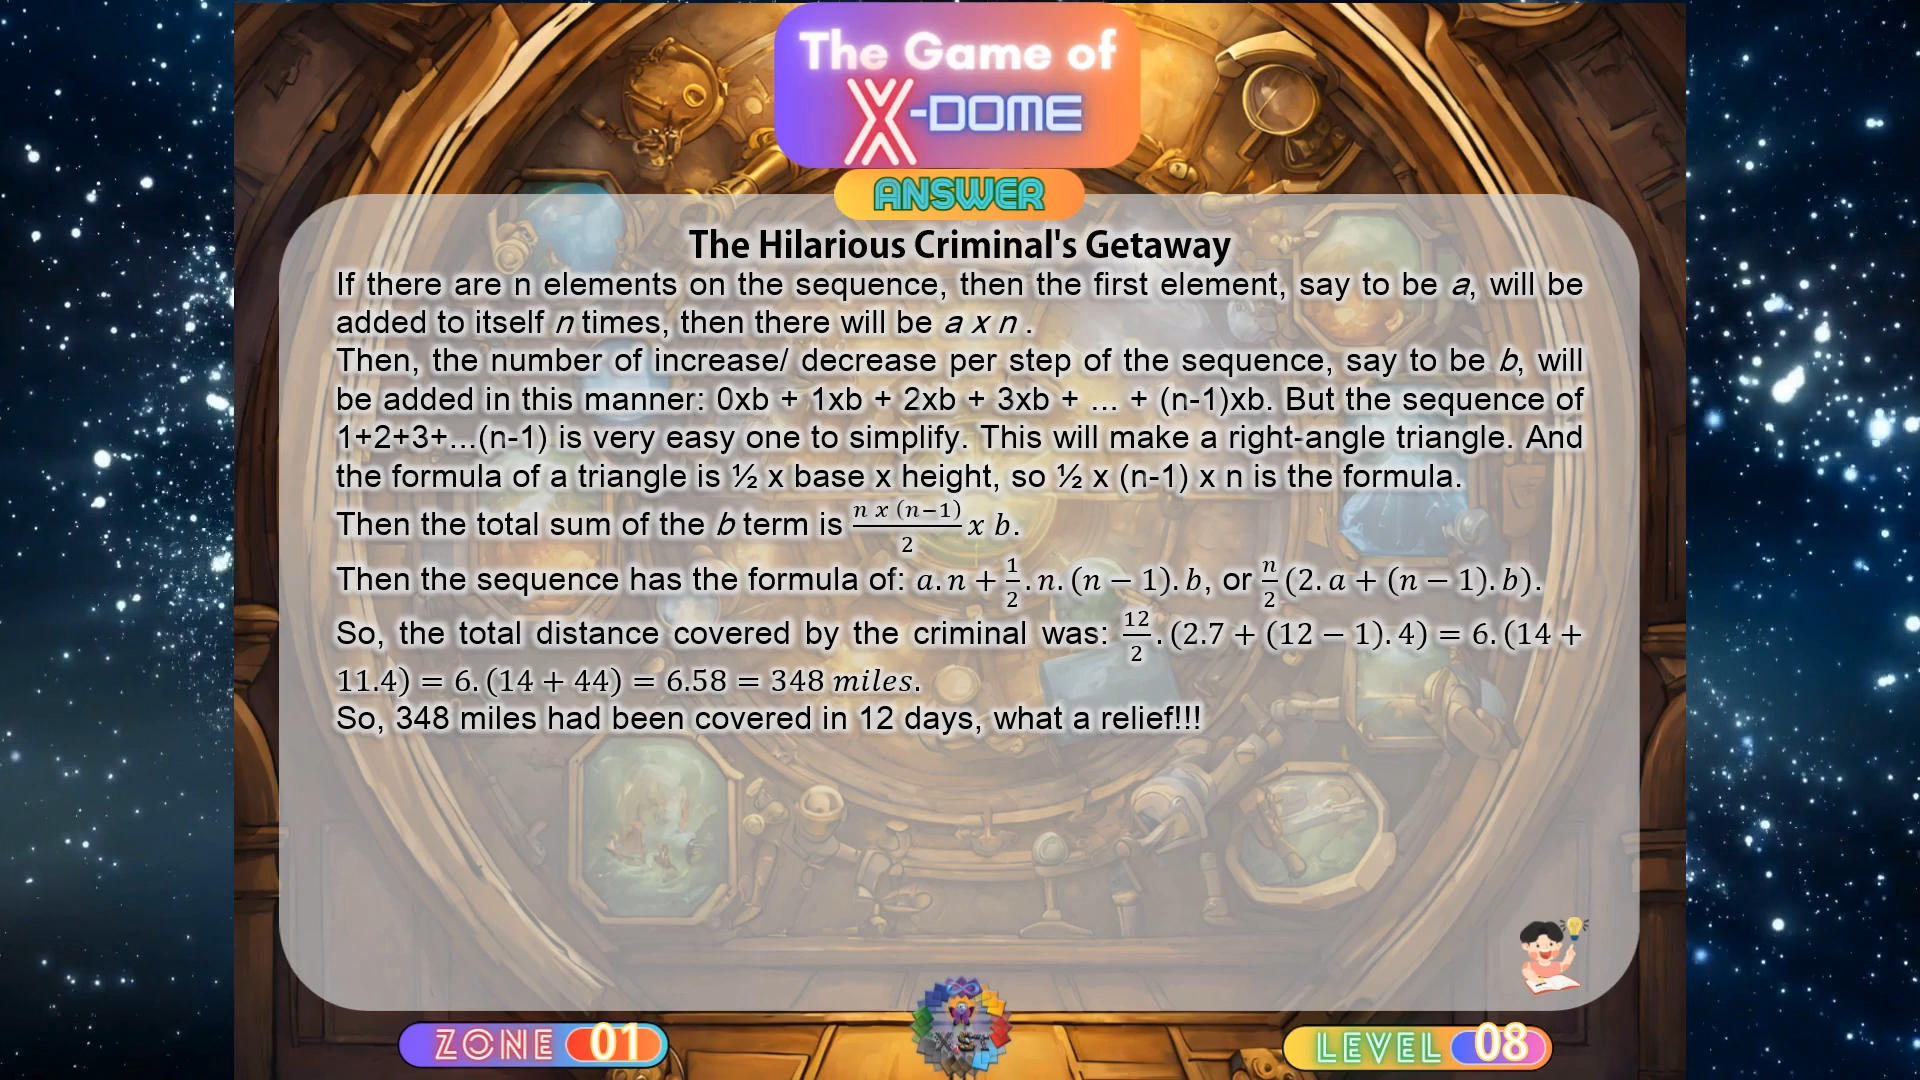 The Game of
X-DOME
ANSWER
The Hilarious Criminal's Getaway
If there are n elements on the sequence, then the first element, say to be a, will be
added to itself n times, then there will be a x n .
Then, the number of increase/ decrease per step of the sequence, say to be b, will
be added in this manner: 0xb + 1xb + 2xb + 3xb + ... + (n-1)xb. But the sequence of
1+2+3+...(n-1) is very easy one to simplify. This will make a right-angle triangle. And
the formula of a triangle is ½ x base x height, so ½ x (n-1) x n is the formula.
Then the total sum of the b term is \frac{n x (n−1)}{2} x b.
Then the sequence has the formula of: a. n + \frac{1}{2}. n. (n − 1). b, or \frac{n}{2} (2. a + (n − 1). b).
So, the total distance covered by the criminal was: \frac{12}{2}. (2.7 + (12 − 1). 4) = 6. (14 +
11.4) = 6. (14 + 44) = 6.58 = 348 miles.
So, 348 miles had been covered in 12 days, what a relief!!!
ZONE 01
LEVEL 08